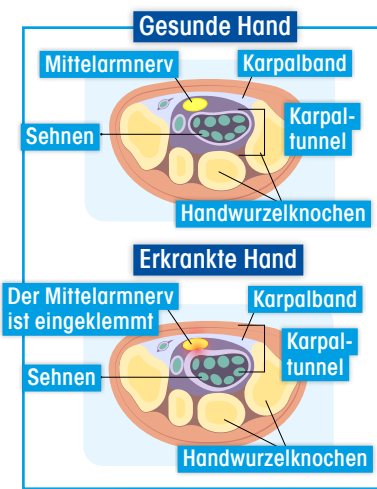 Gesunde Hand
Mittelarmnerv
Karpalband
Sehnen
Karpal-
tunnel
Handwurzelknochen
Erkrankte Hand
Der Mittelarmnerv
ist eingeklemmt
Karpalband
Karpal-
tunnel
Sehnen
Handwurzelknochen